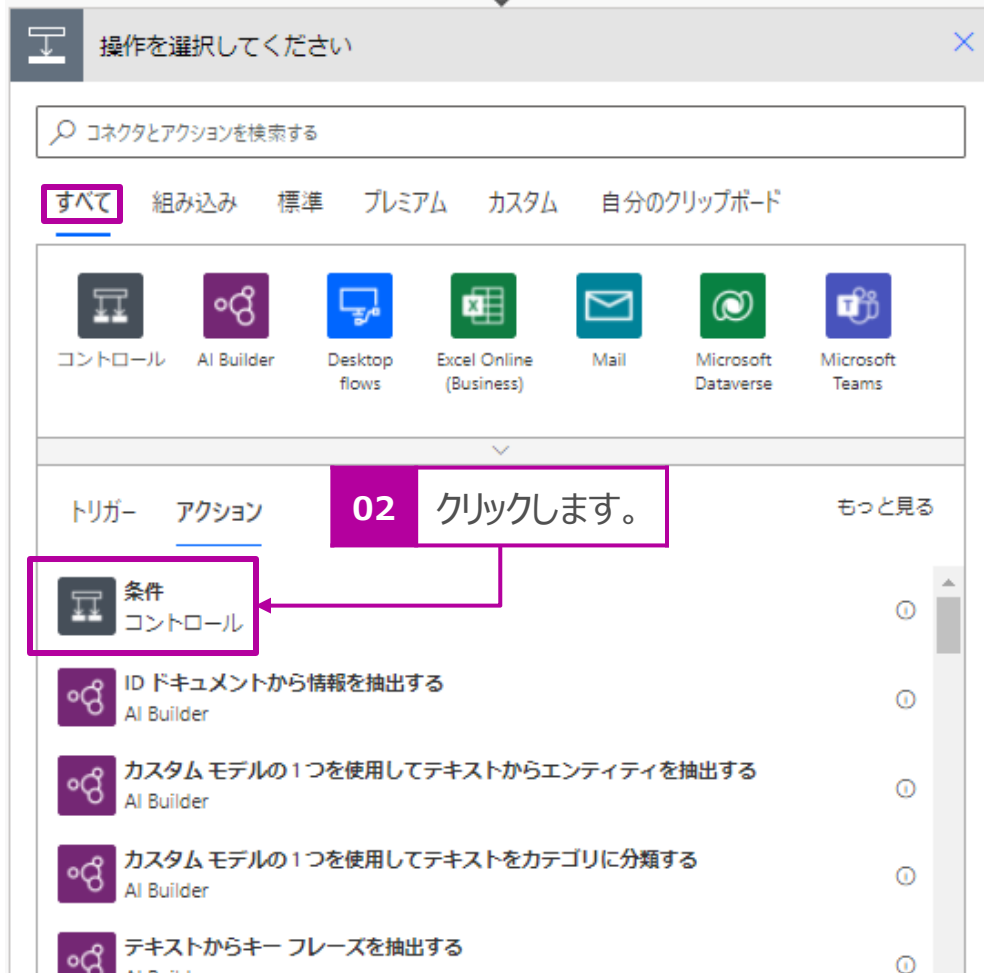 操作を選択してください
コネクタとアクションを検索する
すべて 組み込み 標準 プレミアム カスタム 自分のクリップボード
コントロール AI Builder Desktop flows Excel Online (Business) Mail Microsoft Dataverse Microsoft Teams
トリガー アクション もっと見る
02 クリックします。
条件
コントロール
ID ドキュメントから情報を抽出する
AI Builder
カスタム モデルの 1 つを使用してテキストからエンティティを抽出する
AI Builder
カスタム モデルの 1 つを使用してテキストをカテゴリに分類する
AI Builder
テキストからキー フレーズを抽出する